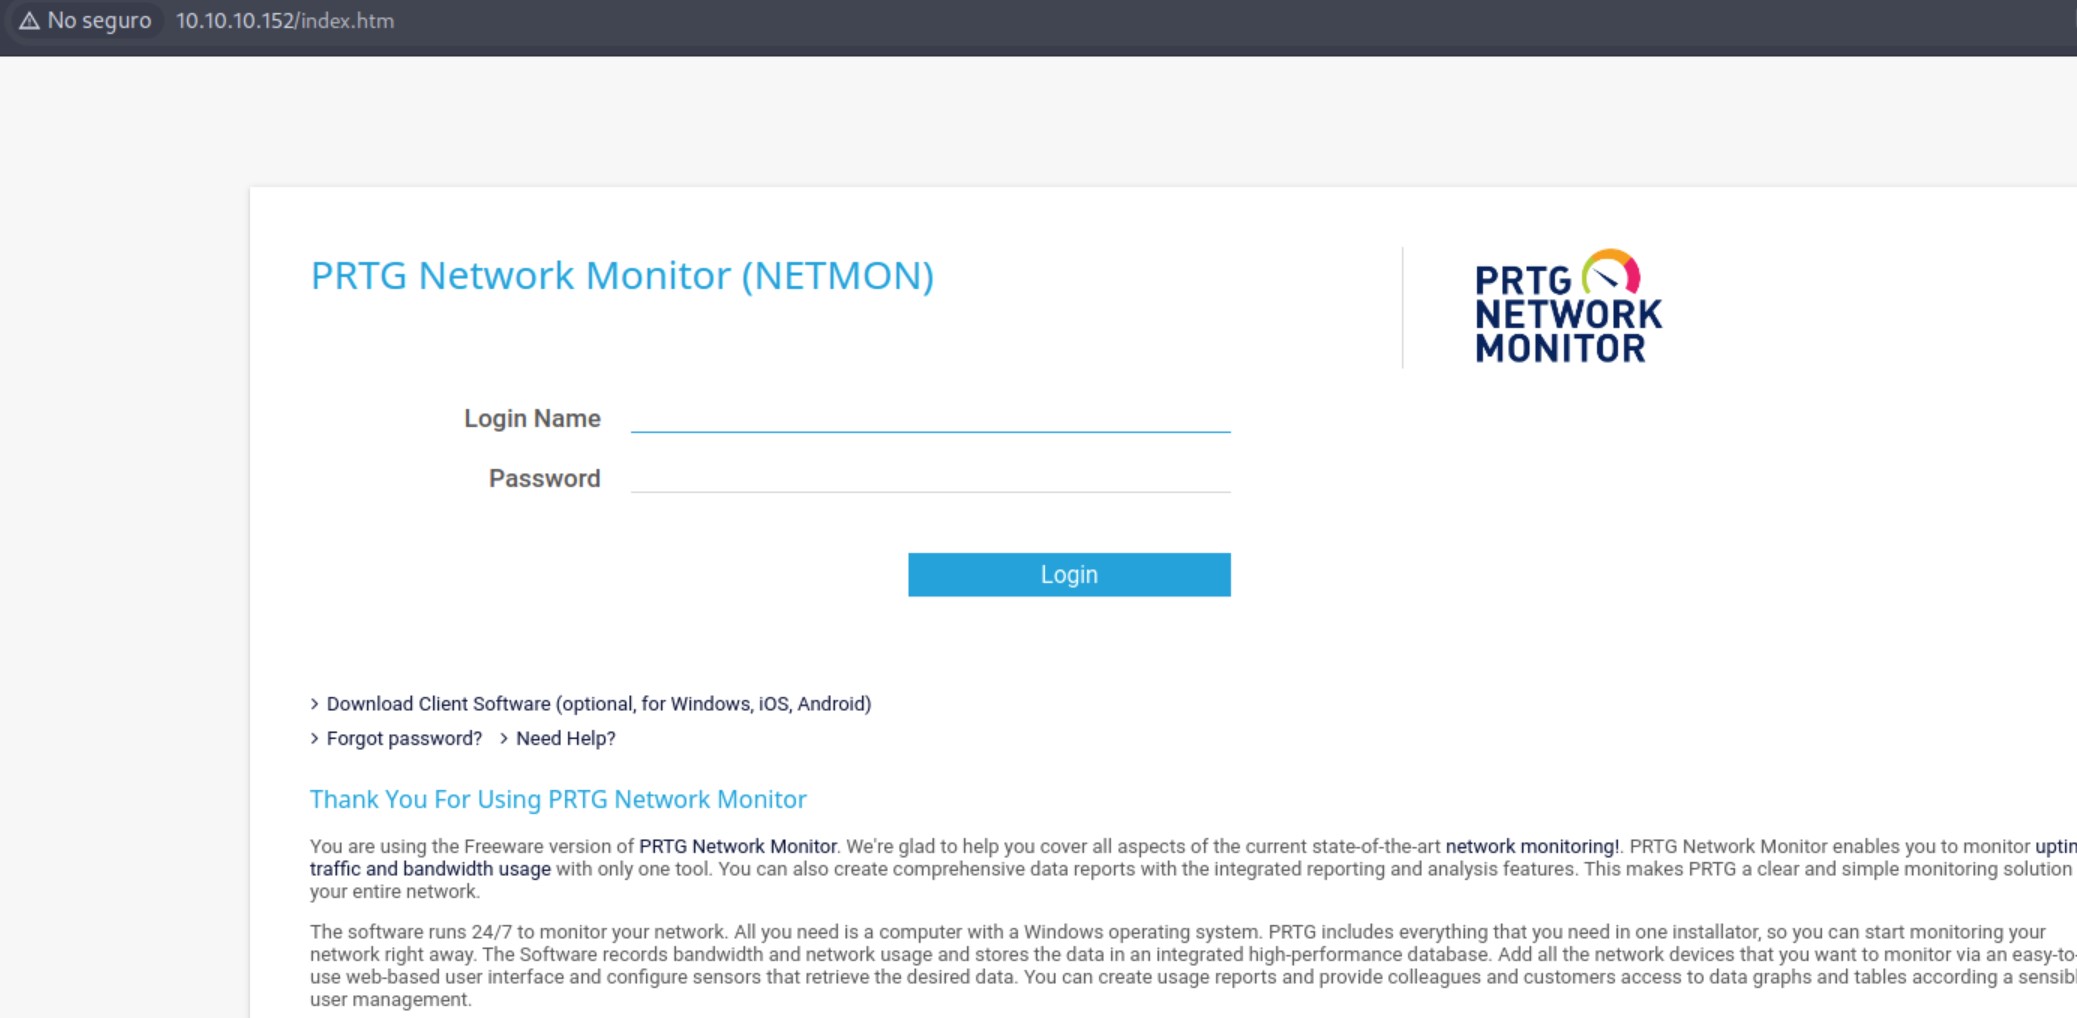 No seguro 10.10.10.152/index.htm
PRTG Network Monitor (NETMON)
PRTG
NETWORK
MONITOR
Login Name
Password
Login
> Download Client Software (optional, for Windows, iOS, Android)
> Forgot password? > Need Help?
Thank You For Using PRTG Network Monitor
You are using the Freeware version of PRTG Network Monitor. We're glad to help you cover all aspects of the current state-of-the-art network monitoring!. PRTG Network Monitor enables you to monitor
traffic and bandwidth usage with only one tool. You can also create comprehensive data reports with the integrated reporting and analysis features. This makes PRTG a clear and simple monitoring solution
your entire network.
The software runs 24/7 to monitor your network. All you need is a computer with a Windows operating system. PRTG includes everything that you need in one installator, so you can start monitoring your
network right away. The Software records bandwidth and network usage and stores the data in an integrated high-performance database. Add all the network devices that you want to monitor via an easy-to-
use web-based user interface and configure sensors that retrieve the desired data. You can create usage reports and provide colleagues and customers access to data graphs and tables according a
user management.